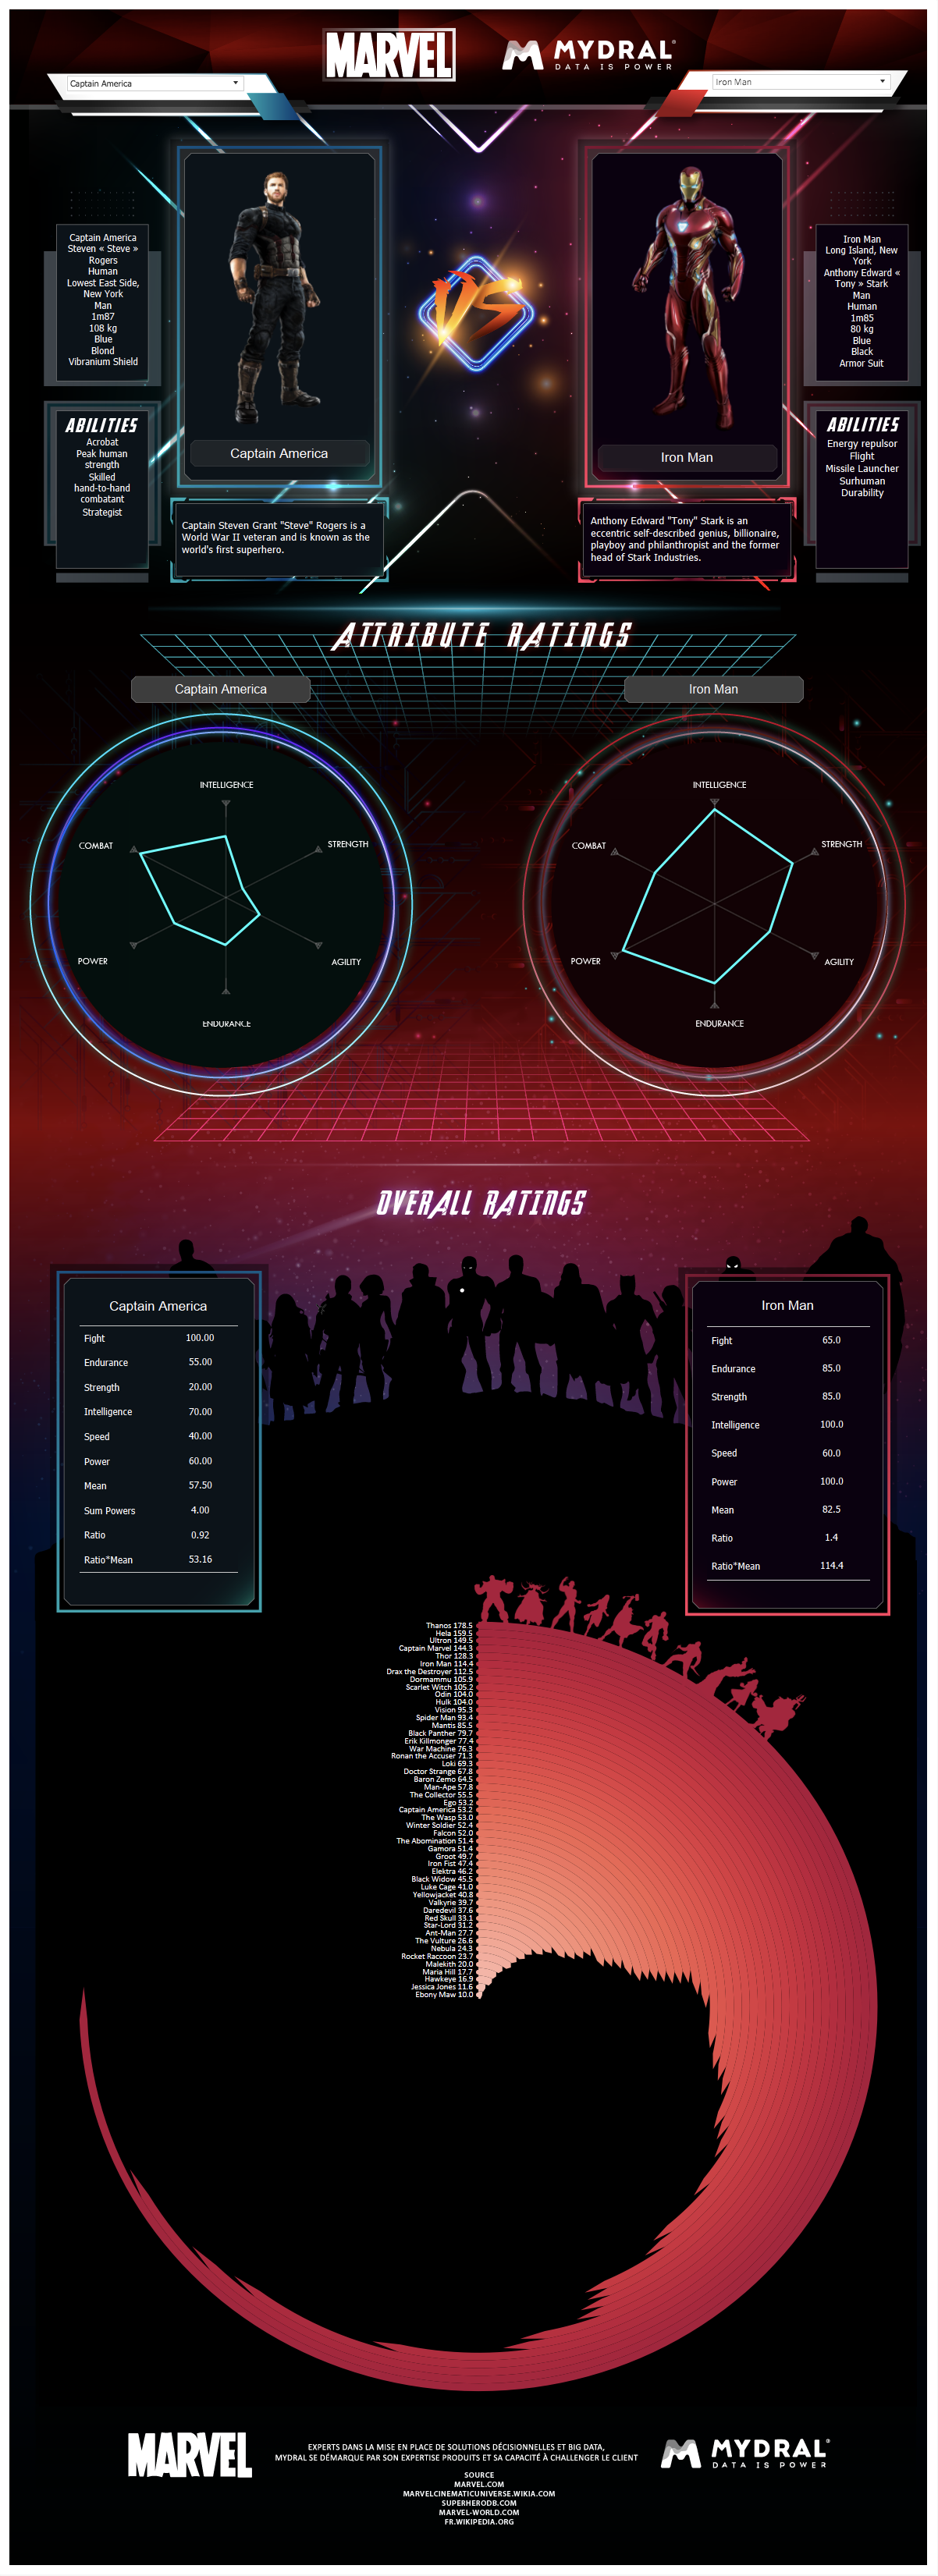 MARVEL
MYDRAL®
DATA IS POWER
Captain America
Iron Man
Captain America
Steven « Steve »
Rogers
Human
Lowest East Side,
New York
Man
1m87
108 kg
Blue
Blond
Vibranium Shield
VS
Iron Man
Long Island, New
York
Anthony Edward «
Tony » Stark
Man
Human
1m85
80 kg
Blue
Black
Armor Suit
ABILITIES
Acrobat
Peak human
strength
Skilled
hand-to-hand
combatant
Strategist
Captain America
Iron Man
ABILITIES
Energy repulsor
Flight
Missile Launcher
Surhuman
Durability
Captain Steven Grant "Steve" Rogers is a
World War II veteran and is known as the
world's first superhero.
Anthony Edward "Tony" Stark is an
eccentric self-described genius, billionaire,
playboy and philanthropist and the former
head of Stark Industries.
ATTRIBUTE RATINGS
Captain America
INTELLIGENCE
COMBAT
STRENGTH
POWER
AGILITY
ENDURANCE
Iron Man
INTELLIGENCE
COMBAT
STRENGTH
POWER
AGILITY
ENDURANCE
OVERALL RATINGS
Captain America
Fight 100.00
Endurance 55.00
Strength 20.00
Intelligence 70.00
Speed 40.00
Power 60.00
Mean 57.50
Sum Powers 4.00
Ratio 0.92
Ratio*Mean 53.16
Iron Man
Fight 65.0
Endurance 85.0
Strength 85.0
Intelligence 100.0
Speed 60.0
Power 100.0
Mean 82.5
Ratio 1.4
Ratio*Mean 114.4
Thanos 178.5
Hela 159.5
Ultron 149.5
Captain Marvel 144.3
Thor 128.3
Iron Man 114.4
Drax the Destroyer 112.5
Dormammu 105.9
Scarlet Witch 105.2
Odin 104.0
Hulk 104.0
Vision 95.3
Spider Man 93.4
Mantis 85.5
Black Panther 79.7
Erik Killmonger 77.4
War Machine 76.3
Ronan the Accuser 71.3
Loki 69.3
Doctor Strange 67.8
Baron Zemo 64.5
Man-Ape 57.8
The Collector 55.5
Ego 53.2
Captain America 53.2
The Wasp 53.0
Winter Soldier 52.4
Falcon 52.0
The Abomination 51.4
Gamora 51.4
Groot 49.7
Iron Fist 47.4
Elektra 46.2
Black Widow 45.5
Luke Cage 41.0
Yellowjacket 40.8
Valkyrie 39.7
Daredevil 37.6
Red Skull 33.1
Star-Lord 31.2
Ant-Man 27.7
The Vulture 26.6
Nebula 24.3
Rocket Raccoon 23.7
Malekith 20.0
Maria Hill 17.7
Hawkeye 16.9
Jessica Jones 11.6
Ebony Maw 10.0
MARVEL
EXPERTS DANS LA MISE EN PLACE DE SOLUTIONS DÉCISIONNELLES ET BIG DATA,
MYDRAL SE DÉMARQUE PAR SON EXPERTISE PRODUITS ET SA CAPACITÉ À CHALLENGER LE CLIENT
SOURCE
MARVEL.COM
MARVELCINEMATICUNIVERSE.WIKIA.COM
SUPERHERODB.COM
MARVEL-WORLD.COM
FR.WIKIPEDIA.ORG
MYDRAL®
DATA IS POWER